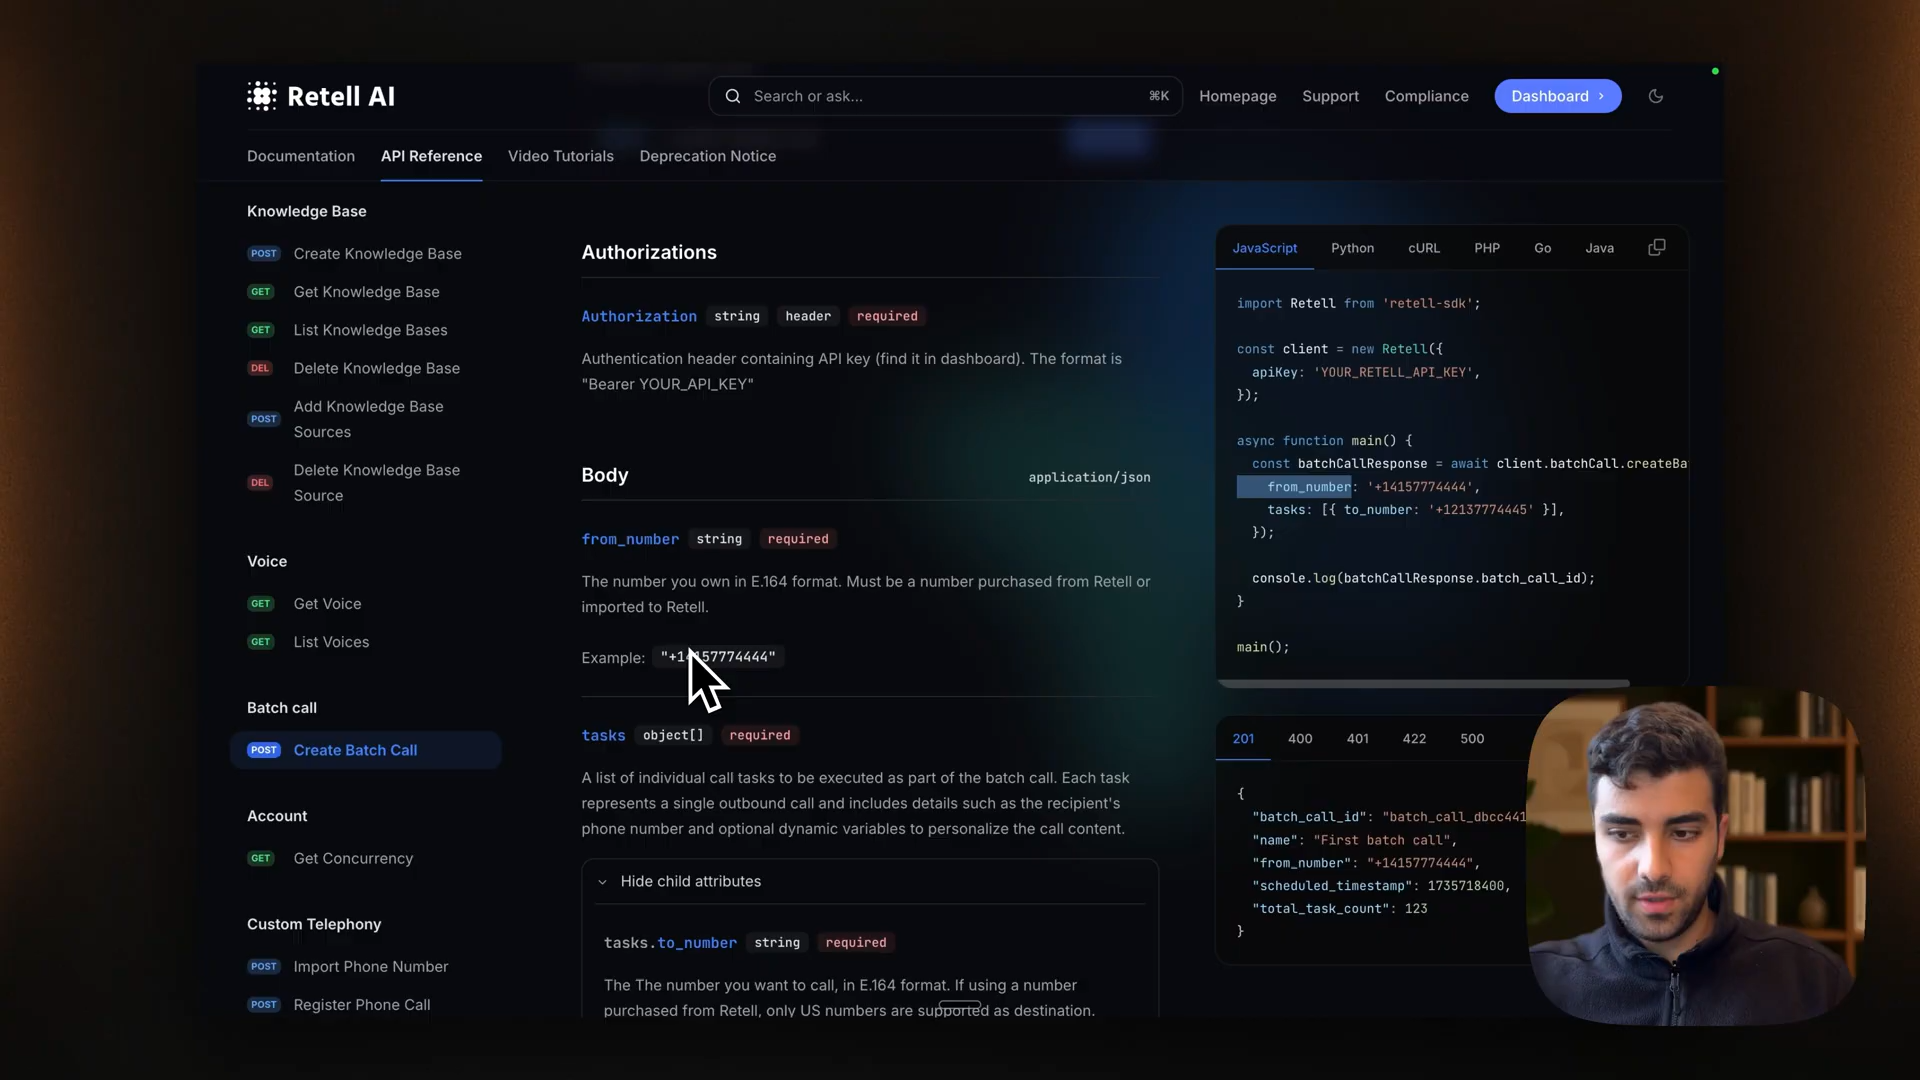 Retell AI
Search or ask...
⌘K
Homepage
Support
Compliance
Dashboard
Documentation
API Reference
Video Tutorials
Deprecation Notice
Knowledge Base
POST Create Knowledge Base
GET Get Knowledge Base
GET List Knowledge Bases
DEL Delete Knowledge Base
POST Add Knowledge Base
Sources
DEL Delete Knowledge Base
Source
Voice
GET Get Voice
GET List Voices
Batch call
POST Create Batch Call
Account
GET Get Concurrency
Custom Telephony
POST Import Phone Number
POST Register Phone Call
Authorizations
Authorization string header required
Authentication header containing API key (find it in dashboard). The format is
"Bearer YOUR_API_KEY"
Body
application/json
from_number string required
The number you own in E.164 format. Must be a number purchased from Retell or
imported to Retell.
Example: "+14157774444"
tasks object[] required
A list of individual call tasks to be executed as part of the batch call. Each task
represents a single outbound call and includes details such as the recipient's
phone number and optional dynamic variables to personalize the call content.
Hide child attributes
tasks.to_number string required
The The number you want to call, in E.164 format. If using a number
purchased from Retell, only US numbers are supported as destination.
JavaScript Python cURL PHP Go Java
import Retell from 'retell-sdk';
const client = new Retell({
apiKey: 'YOUR_RETELL_API_KEY',
});
async function main() {
const batchCallResponse = await client.batchCall.createBa
from_number: '+14157774444',
tasks: [{ to_number: '+12137774445' }],
});
console.log(batchCallResponse.batch_call_id);
}
main();
201 400 401 422 500
{
"batch_call_id": "batch_call_dbcc441
"name": "First batch call",
"from_number": "+14157774444",
"scheduled_timestamp": 1735718400,
"total_task_count": 123
}